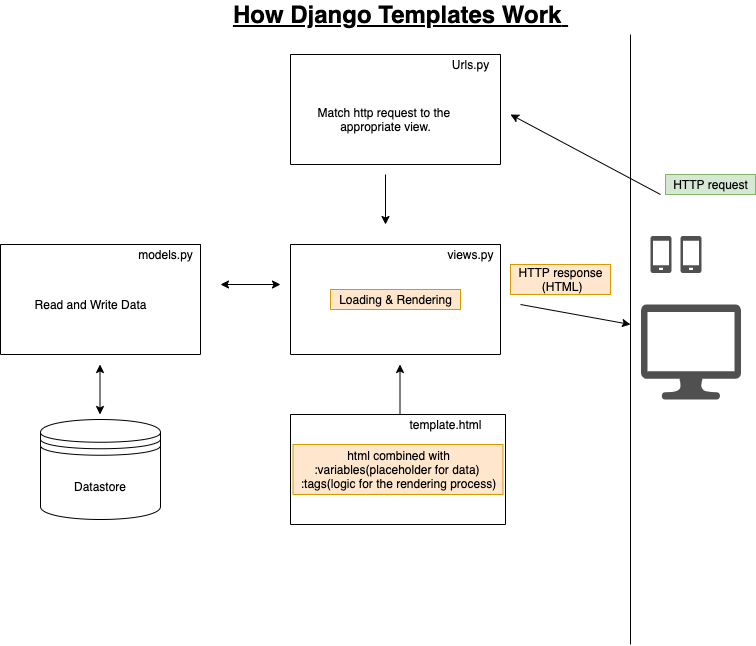 How Django Templates Work
Urls.py
Match http request to the
appropriate view.
HTTP request
models.py
Read and Write Data
views.py
Loading & Rendering
HTTP response
(HTML)
template.html
html combined with
:variables(placeholder for data)
:tags(logic for the rendering process)
Datastore